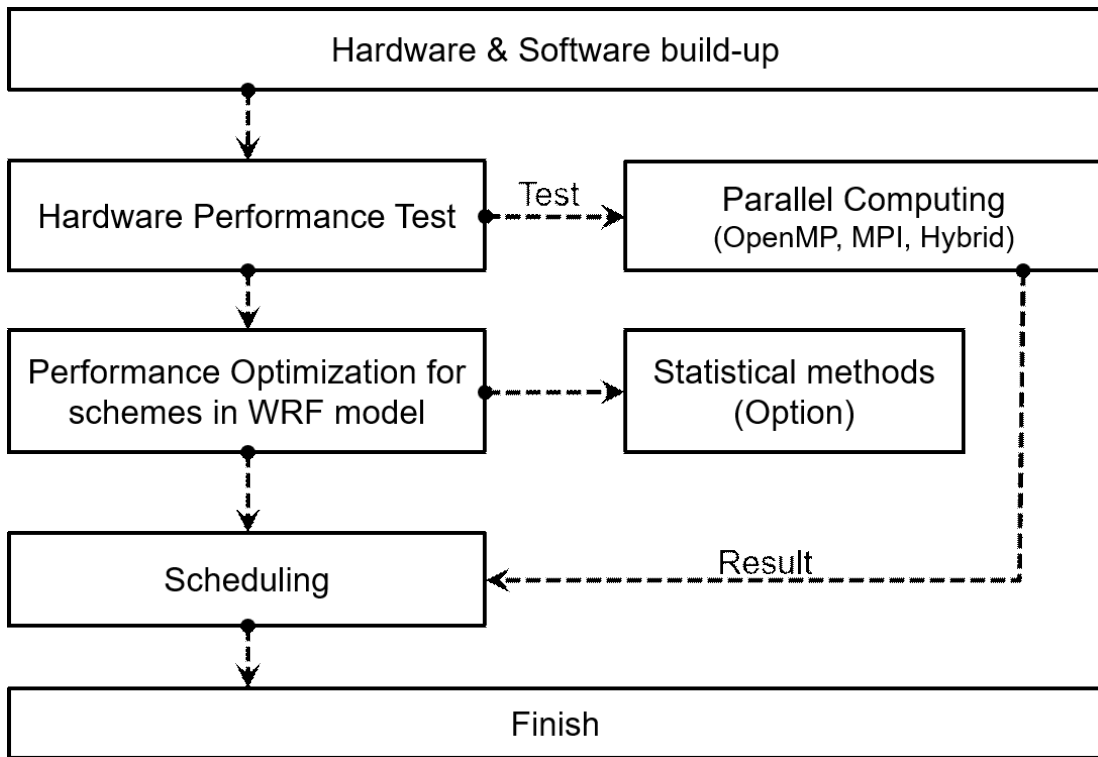 Hardware & Software build-up
Hardware Performance Test
Test
Parallel Computing
(OpenMP, MPI, Hybrid)
Performance Optimization for
schemes in WRF model
Statistical methods
(Option)
Scheduling
Result
Finish